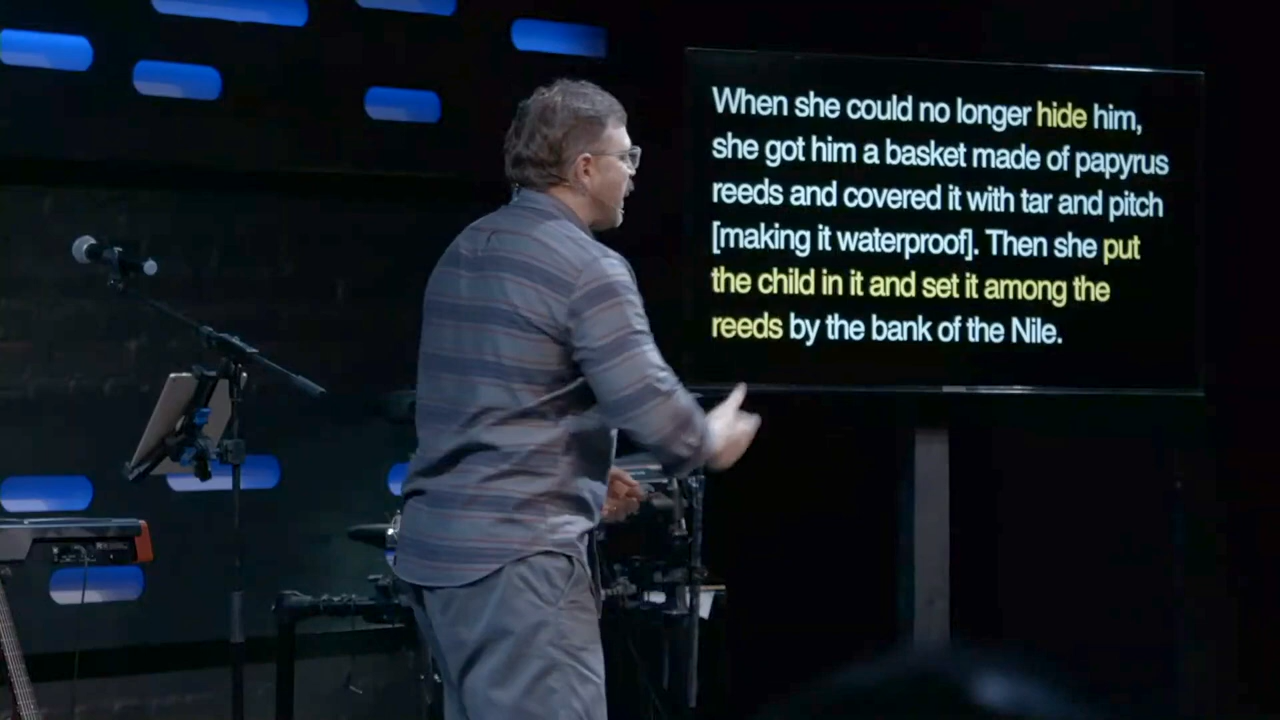 When she could no longer hide him,
she got him a basket made of papyrus
reeds and covered it with tar and pitch
[making it waterproof]. Then she put
the child in it and set it among the
reeds by the bank of the Nile.